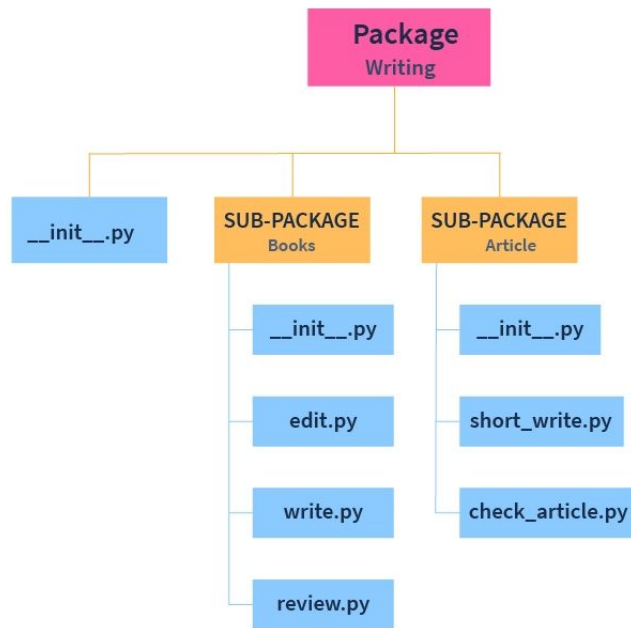 Package
Writing
__init__.py
SUB-PACKAGE
Books
SUB-PACKAGE
Article
__init__.py
edit.py
write.py
review.py
__init__.py
short_write.py
check_article.py